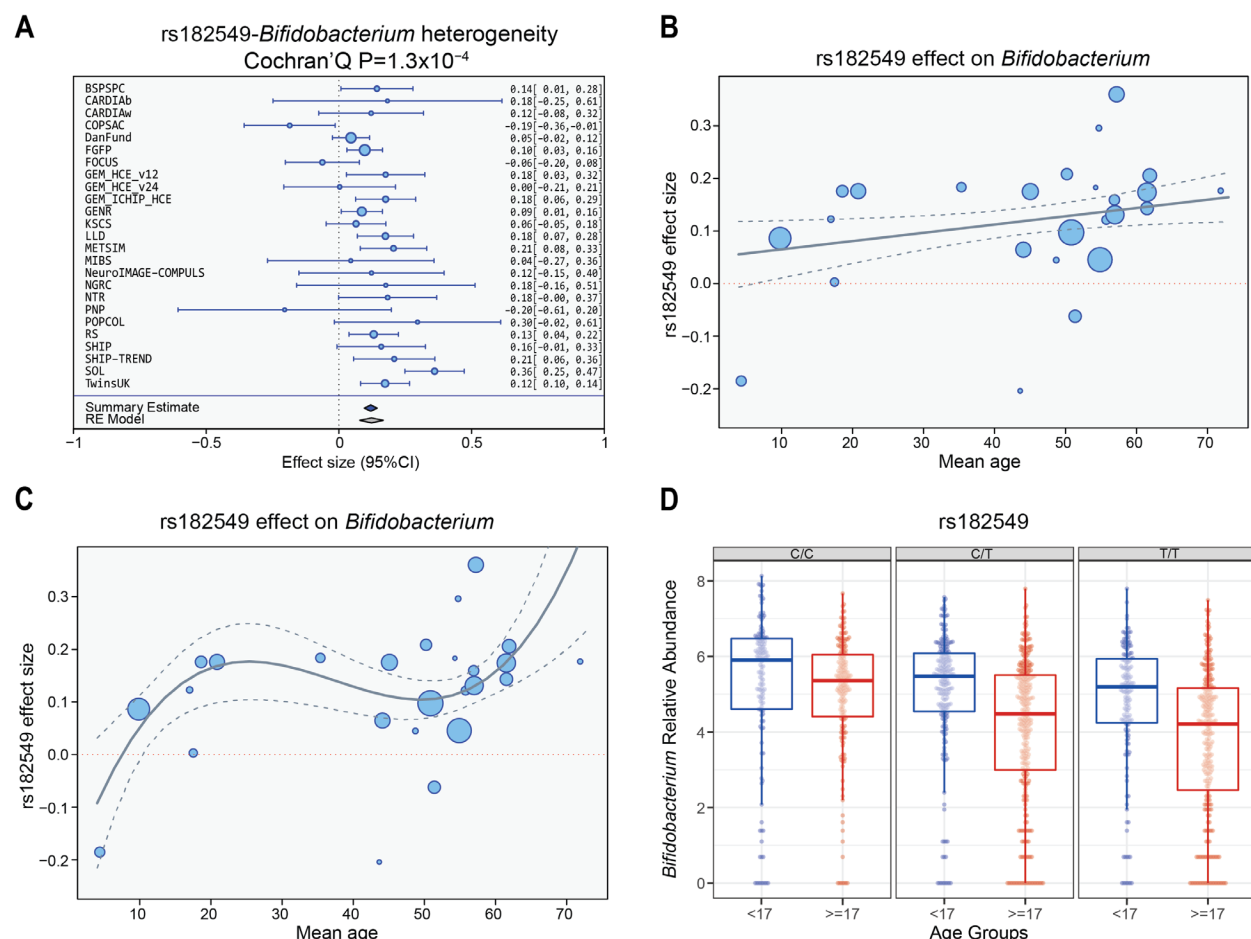 A
rs182549-Bifidobacterium heterogeneity
Cochran'Q P=1.3x10⁻⁴
BSPSPC 0.14[ 0.01, 0.28]
CARDIAb 0.18[-0.25, 0.61]
CARDIAw 0.12[-0.08, 0.32]
COPSAC -0.19[-0.36,-0.01]
DanFund 0.05[-0.02, 0.12]
FGFP 0.10[ 0.03, 0.16]
FOCUS -0.06[-0.20, 0.08]
GEM_HCE_v12 0.18[ 0.03, 0.32]
GEM_HCE_v24 0.00[-0.21, 0.21]
GEM_ICHIP_HCE 0.18[ 0.06, 0.29]
GENR 0.09[ 0.01, 0.16]
KSCS 0.06[-0.05, 0.18]
LLD 0.18[ 0.07, 0.28]
METSIM 0.21[ 0.08, 0.33]
MIBS 0.04[-0.27, 0.36]
NeuroIMAGE-COMPULS 0.12[-0.15, 0.40]
NGRC 0.18[-0.16, 0.51]
NTR 0.18[-0.00, 0.37]
PNP -0.20[-0.61, 0.20]
POPCOL 0.30[-0.02, 0.61]
RS 0.13[ 0.04, 0.22]
SHIP 0.16[-0.01, 0.33]
SHIP-TREND 0.21[ 0.06, 0.36]
SOL 0.36[ 0.25, 0.47]
TwinsUK 0.12[ 0.10, 0.14]
Summary Estimate
RE Model
−1 −0.5 0 0.5 1
Effect size (95%CI)
B
rs182549 effect on Bifidobacterium
rs182549 effect size
0.3
0.2
0.1
0.0
−0.1
−0.2
10 20 30 40 50 60 70
Mean age
C
rs182549 effect on Bifidobacterium
rs182549 effect size
0.3
0.2
0.1
0.0
−0.1
−0.2
10 20 30 40 50 60 70
Mean age
D
rs182549
C/C C/T T/T
Bifidobacterium Relative Abundance
8
6
4
2
0
<17 >=17 <17 >=17 <17 >=17
Age Groups